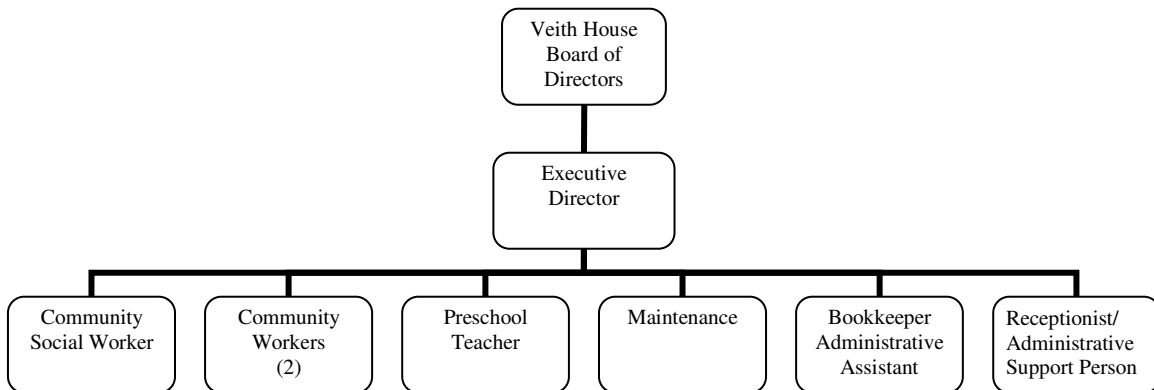 Veith House
Board of
Directors
Executive
Director
Community
Social Worker
Community
Workers
(2)
Preschool
Teacher
Maintenance
Bookkeeper
Administrative
Assistant
Receptionist/
Administrative
Support Person